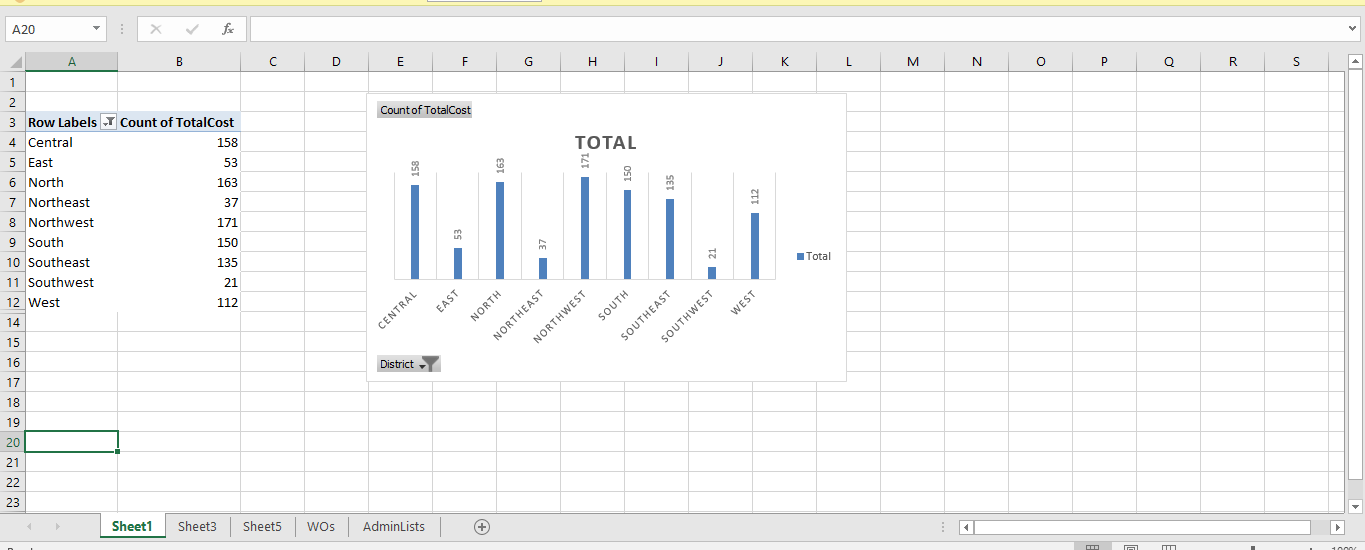 A20
fx
A B C D E F G H I J K L M N O P Q R S
1
2
3 Row Labels Count of TotalCost
4 Central 158
5 East 53
6 North 163
7 Northeast 37
8 Northwest 171
9 South 150
10 Southeast 135
11 Southwest 21
12 West 112
14
15
16
17
18
19
20
21
22
23
Count of TotalCost
TOTAL
158 53 163 37 171 150 135 21 112
CENTRAL EAST NORTH NORTHEAST NORTHWEST SOUTH SOUTHEAST SOUTHWEST WEST
Total
District
Sheet1 Sheet3 Sheet5 WOs AdminLists